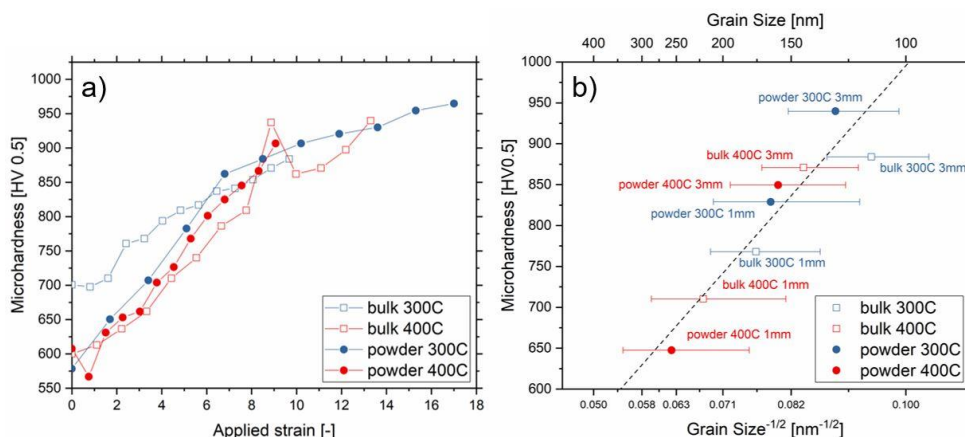 a)
Microhardness [HV 0.5]
1000
950
900
850
800
750
700
650
600
550
0 2 4 6 8 10 12 14 16 18
Applied strain [-]
bulk 300C
bulk 400C
powder 300C
powder 400C
Grain Size [nm]
400 300 250 200 150 100
b)
Microhardness [HV0.5]
1000
950
900
850
800
750
700
650
600
powder 300C 3mm
bulk 400C 3mm
bulk 300C 3mm
powder 400C 3mm
powder 300C 1mm
bulk 300C 1mm
bulk 400C 1mm
powder 400C 1mm
bulk 300C
bulk 400C
powder 300C
powder 400C
0.050 0.058 0.063 0.071 0.082 0.100
Grain Size-1/2 [nm-1/2]